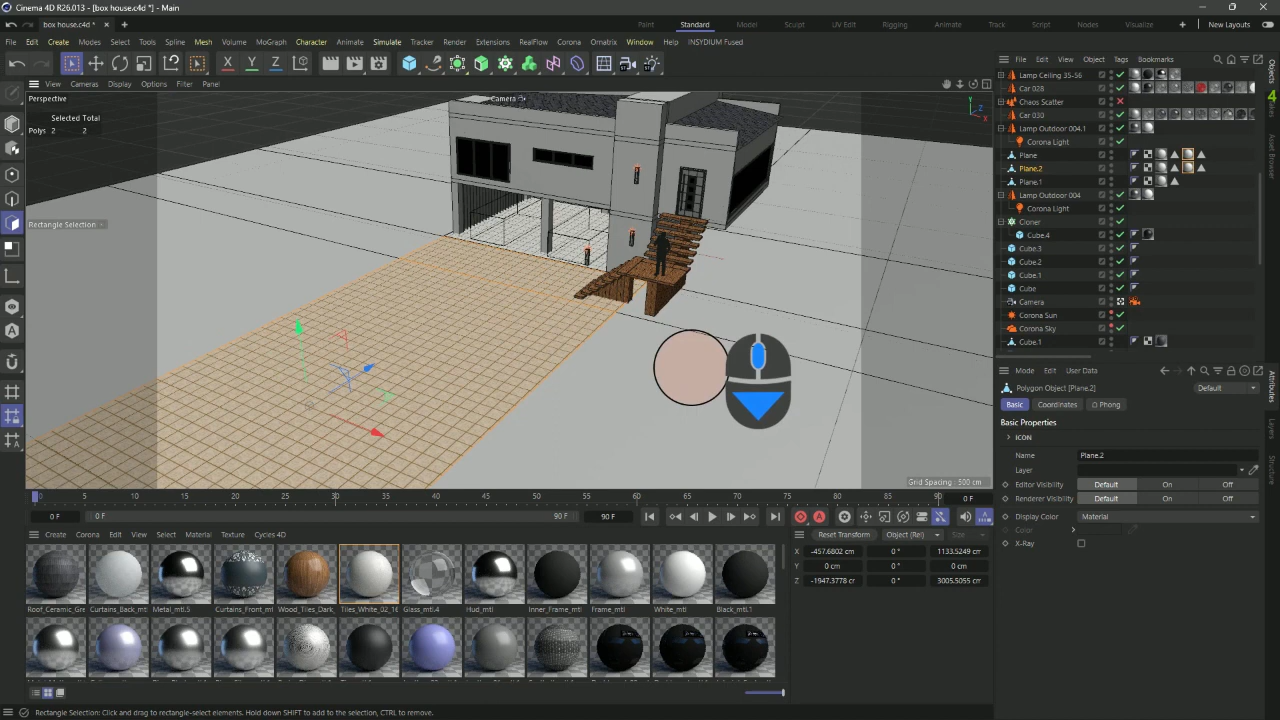 Cinema 4D R26.013 - [box house.c4d *] - Main
box house.c4d *
Paint Standard Model Sculpt UV Edit Rigging Animate Track Script Nodes Visualize New Layouts
File Edit Create Modes Select Tools Spline Mesh Volume MoGraph Character Animate Simulate Tracker Render Extensions RealFlow Corona Ornatrix Window Help INSYDIUM Fused
X Y Z
File Edit View Object Tags Bookmarks
View Cameras Display Options Filter Panel
Perspective
Camera
Selected Total
Polys 2 2
Rectangle Selection
Grid Spacing : 500 cm
Lamp Ceiling 35-56
Car 028
Chaos Scatter
Car 030
Lamp Outdoor 004.1
Corona Light
Plane
Plane.2
Plane.1
Lamp Outdoor 004
Corona Light
Cloner
Cube.4
Cube.3
Cube.2
Cube.1
Cube
Camera
Corona Sun
Corona Sky
Cube.1
Objects
Mode Edit User Data
Polygon Object [Plane.2]
Default
Basic Coordinates Phong
Basic Properties
ICON
Name Plane.2
Layer
Editor Visibility Default On Off
Renderer Visibility Default On Off
Display Color Material
Color
X-Ray
Attributes
Layers
Structure
0 5 10 15 20 25 30 35 40 45 50 55 60 65 70 75 80 85 90 0 F
0 F 0 F 90 F 90 F
Create Corona Edit View Select Material Texture Cycles 4D
Reset Transform Object (Rel) Size
X -457.6802 cm 0 ° 1133.5249 cm
Y 0 cm 0 ° 0 cm
Z -1947.3778 cr 0 ° 3005.5055 cm
Roof_Ceramic_Gre Curtains_Back_mtl Metal_mtl.5 Curtains_Front_mtl Wood_Tiles_Dark_ Tiles_White_02_16 Glass_mtl.4 Hud_mtl Inner_Frame_mtl Frame_mtl White_mtl Black_mtl.1
Rectangle Selection: Click and drag to rectangle-select elements. Hold down SHIFT to add to the selection, CTRL to remove.